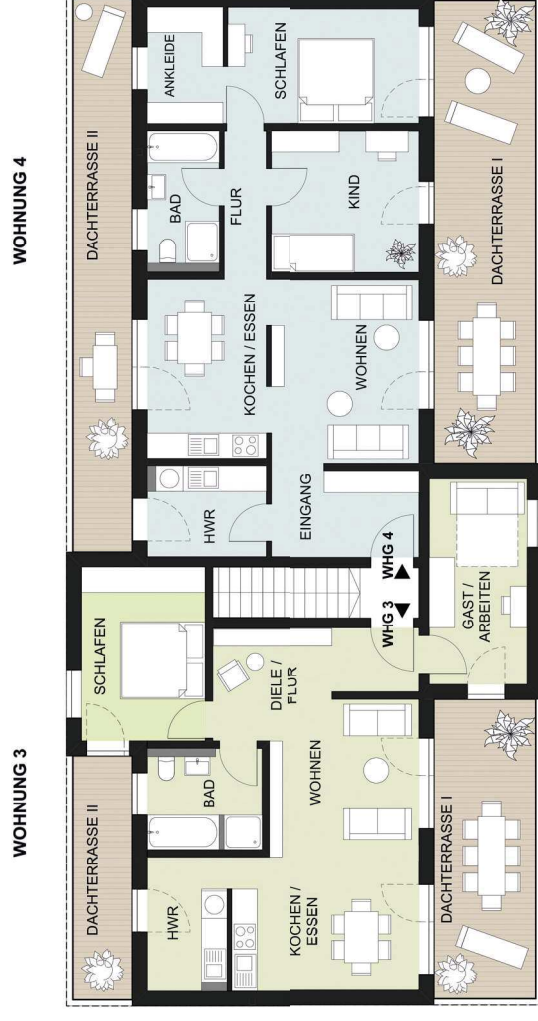 WOHNUNG 3
WOHNUNG 4
DACHTERRASSE II
SCHLAFEN
DACHTERRASSE II
HWR
BAD
DIELE /
FLUR
KOCHEN /
ESSEN
WOHNEN
WHG 3
WHG 4
DACHTERRASSE I
GAST /
ARBEITEN
HWR
EINGANG
KOCHEN / ESSEN
WOHNEN
BAD
FLUR
KIND
ANKLEIDE
SCHLAFEN
DACHTERRASSE I